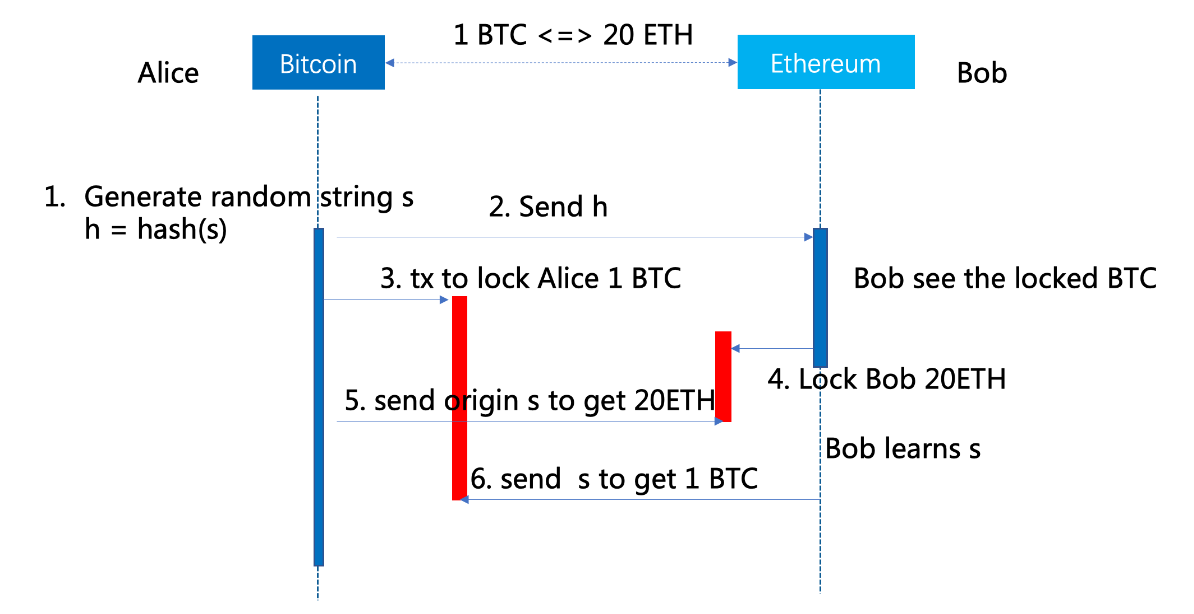 1 BTC <=> 20 ETH
Alice
Bitcoin
Ethereum
Bob
1. Generate random string s
h = hash(s)
2. Send h
3. tx to lock Alice 1 BTC
Bob see the locked BTC
4. Lock Bob 20ETH
5. send origin s to get 20ETH
Bob learns s
6. send  s to get 1 BTC